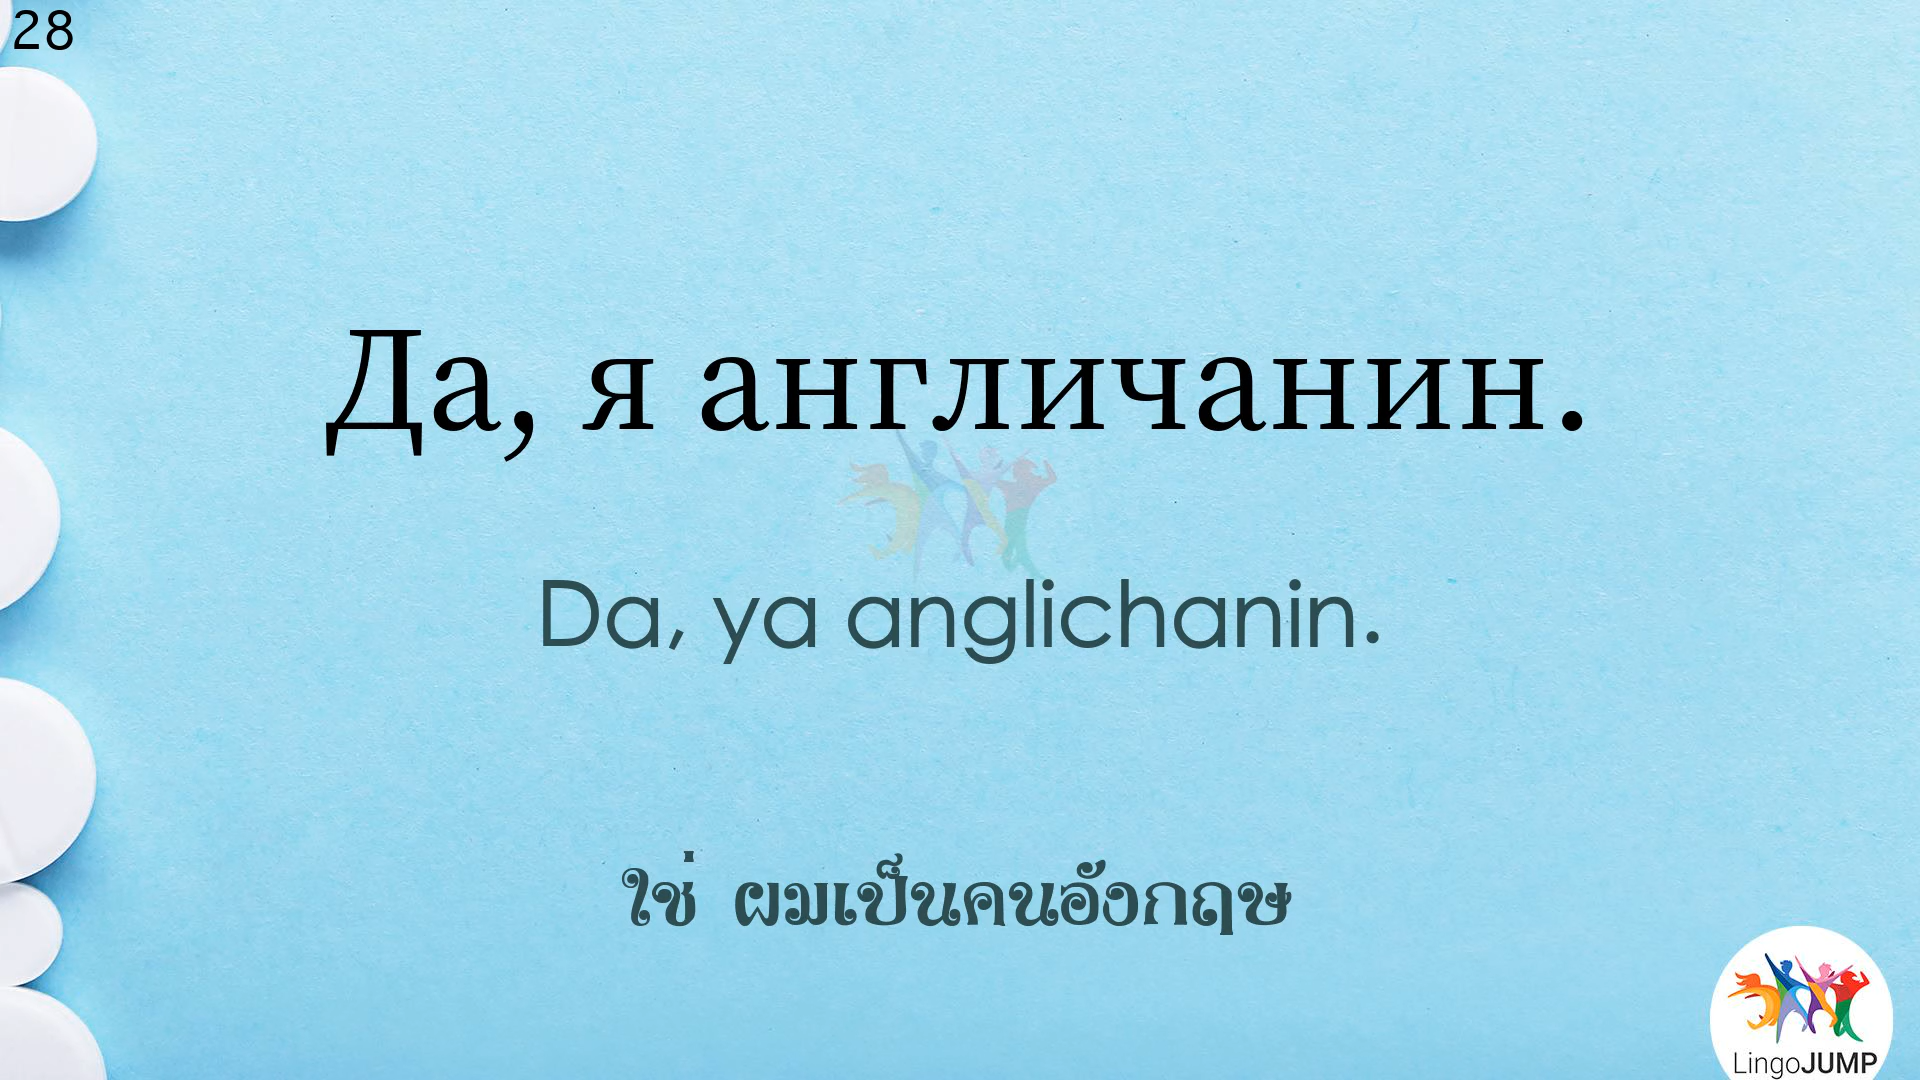 28
Да, я англичанин.
Da, ya anglichanin.
ใช่ ผมเป็นคนอังกฤษ
LingoJUMP